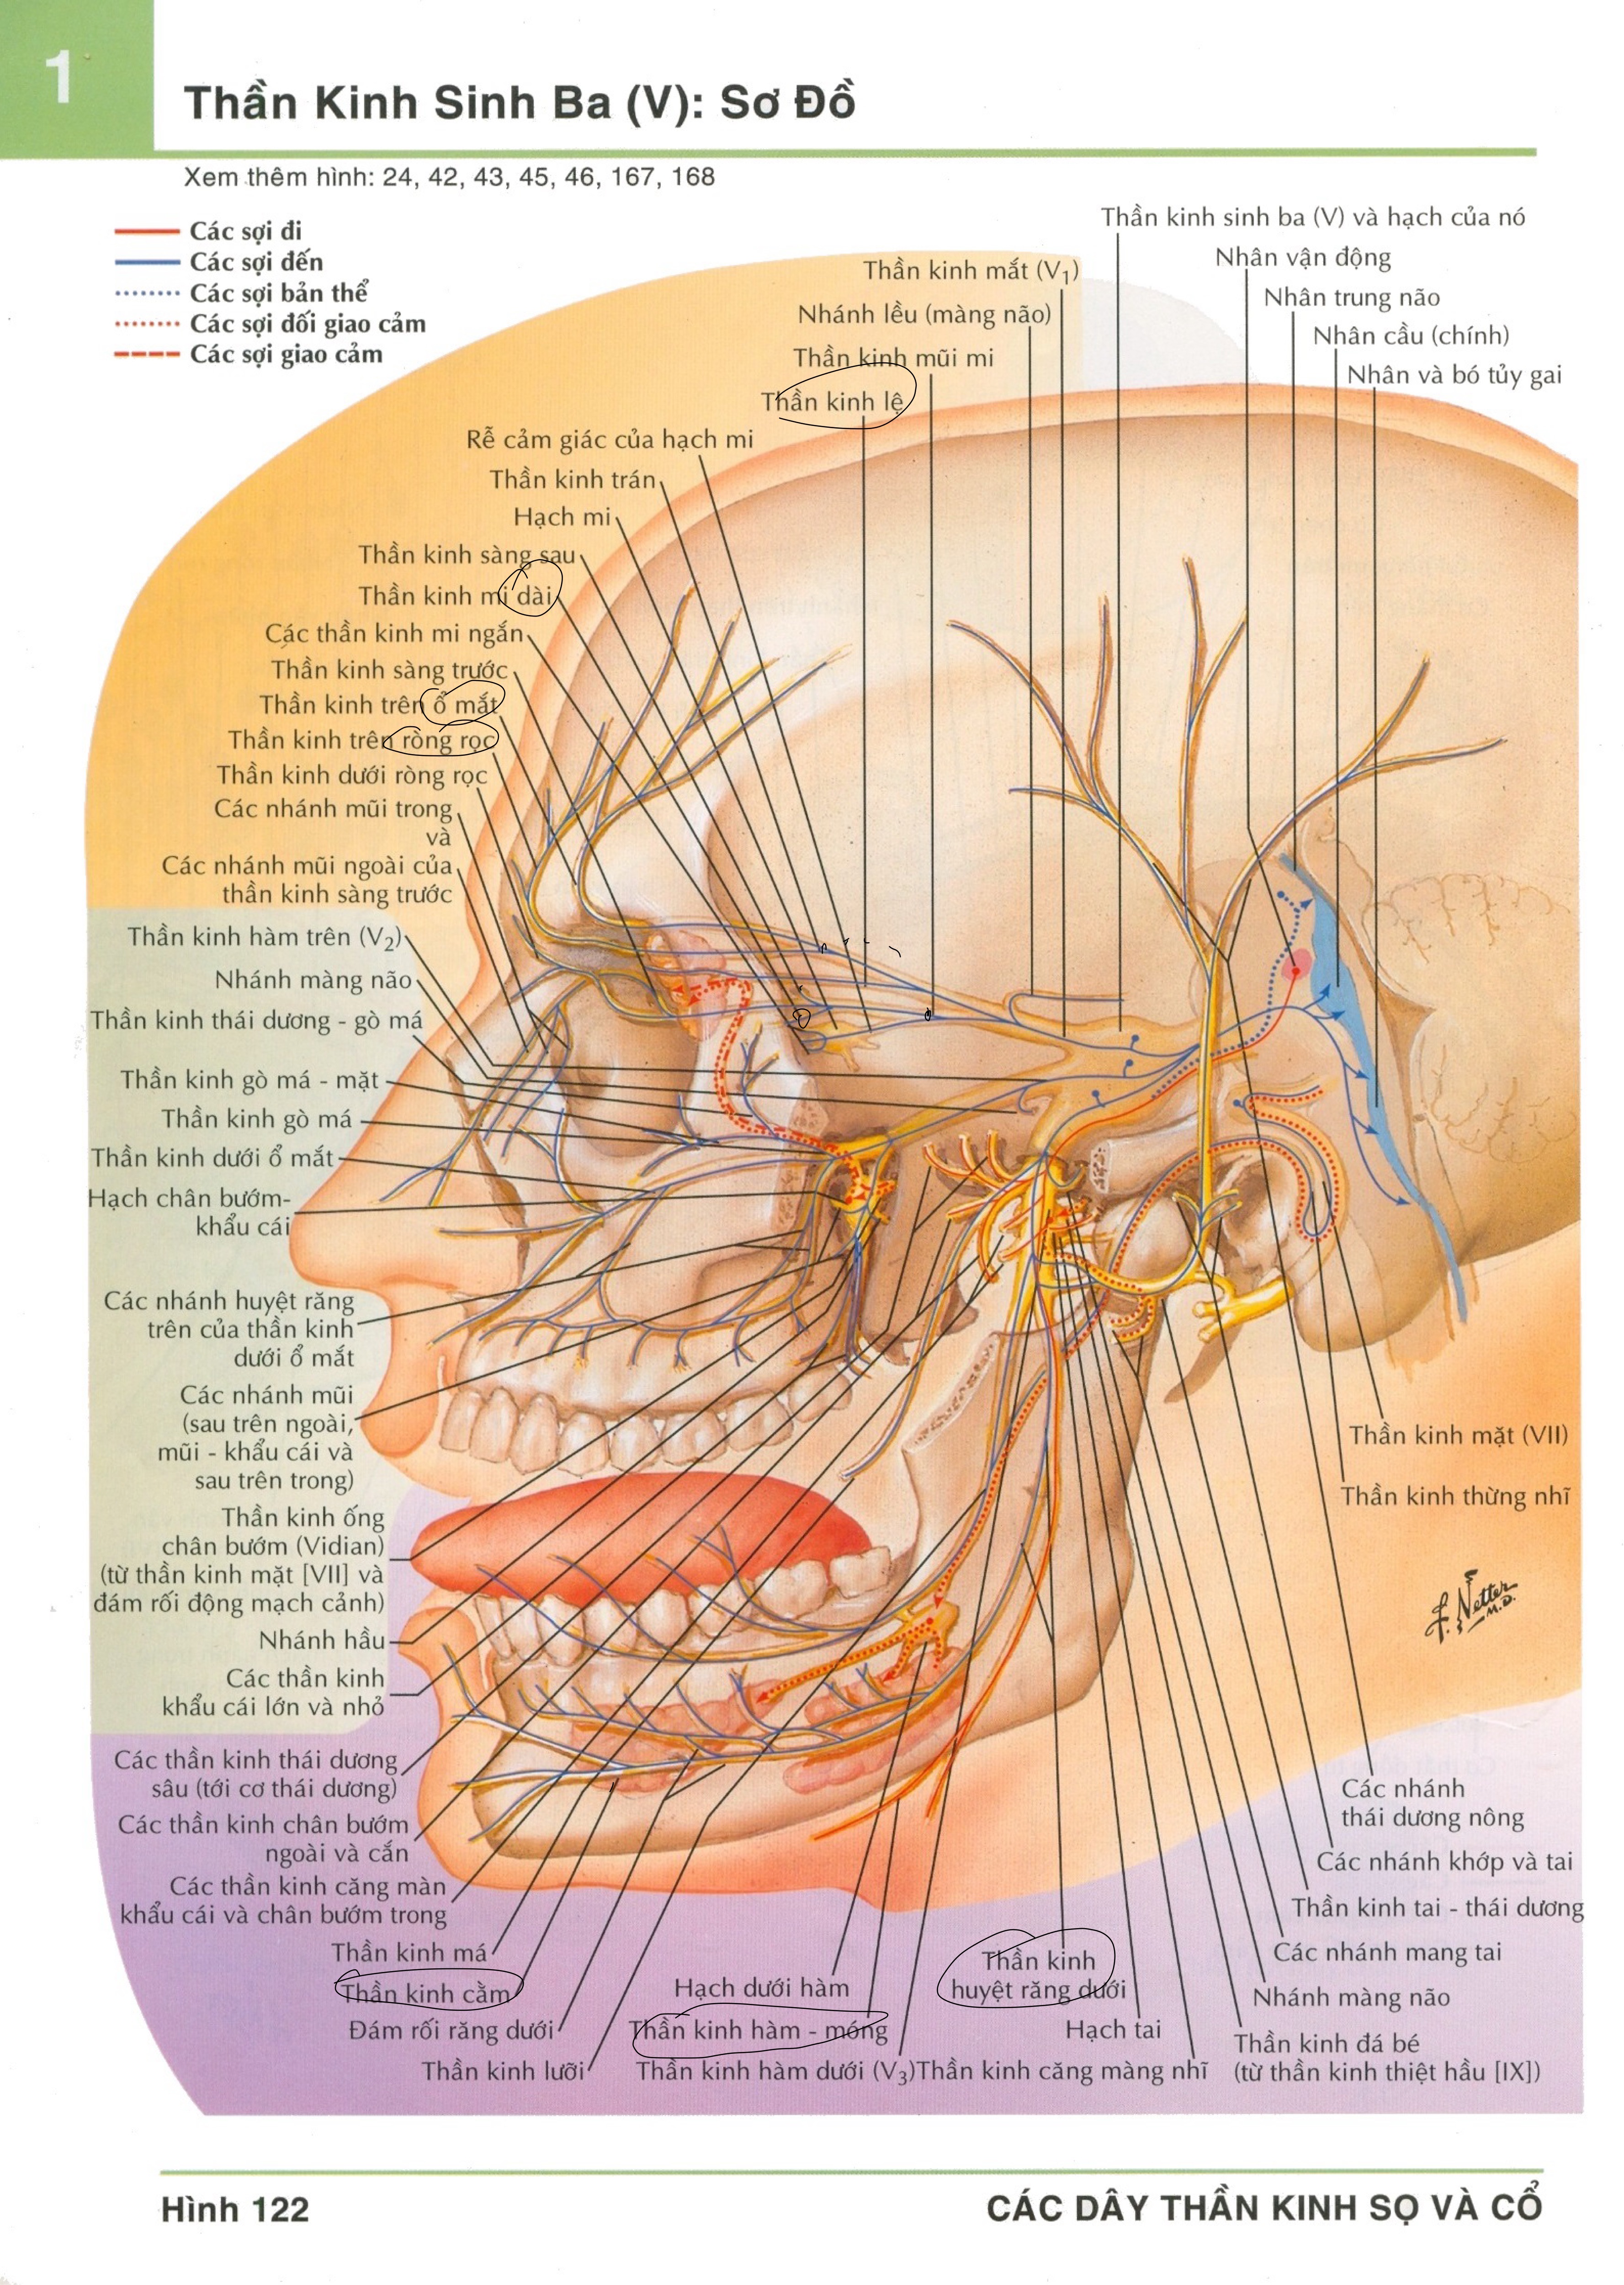 1
Thần Kinh Sinh Ba (V): Sơ Đồ
Xem thêm hình: 24, 42, 43, 45, 46, 167, 168
Các sợi đi
Các sợi đến
Các sợi bản thể
Các sợi đối giao cảm
Các sợi giao cảm
Thần kinh sinh ba (V) và hạch của nó
Nhân vận động
Nhân trung não
Nhân cầu (chính)
Nhân và bó tủy gai
Thần kinh mắt (V1)
Nhánh lều (màng não)
Thần kinh mũi mi
Thần kinh lệ
Rễ cảm giác của hạch mi
Thần kinh trán
Hạch mi
Thần kinh sàng sau
Thần kinh mi dài
Các thần kinh mi ngắn
Thần kinh sàng trước
Thần kinh trên ổ mắt
Thần kinh trên ròng rọc
Thần kinh dưới ròng rọc
Các nhánh mũi trong
và
Các nhánh mũi ngoài của
thần kinh sàng trước
Thần kinh hàm trên (V2)
Nhánh màng não
Thần kinh thái dương - gò má
Thần kinh gò má - mặt
Thần kinh gò má
Thần kinh dưới ổ mắt
Hạch chân bướm-
khẩu cái
Các nhánh huyệt răng
trên của thần kinh
dưới ổ mắt
Các nhánh mũi
(sau trên ngoài,
mũi - khẩu cái và
sau trên trong)
Thần kinh ống
chân bướm (Vidian)
(từ thần kinh mặt [VII] và
đám rối động mạch cảnh)
Nhánh hầu
Các thần kinh
khẩu cái lớn và nhỏ
Các thần kinh thái dương
sâu (tới cơ thái dương)
Các thần kinh chân bướm
ngoài và cắn
Các thần kinh căng màn
khẩu cái và chân bướm trong
Thần kinh má
Thần kinh cằm
Đám rối răng dưới
Thần kinh lưỡi
Hạch dưới hàm
Thần kinh hàm - móng
Thần kinh hàm dưới (V3)
Thần kinh
huyệt răng dưới
Hạch tai
Thần kinh căng màng nhĩ
Thần kinh mặt (VII)
Thần kinh thừng nhĩ
F. Netter
M.D.
Các nhánh
thái dương nông
Các nhánh khớp và tai
Thần kinh tai - thái dương
Các nhánh mang tai
Nhánh màng não
Thần kinh đá bé
(từ thần kinh thiệt hầu [IX])
Hình 122
CÁC DÂY THẦN KINH SỌ VÀ CỔ